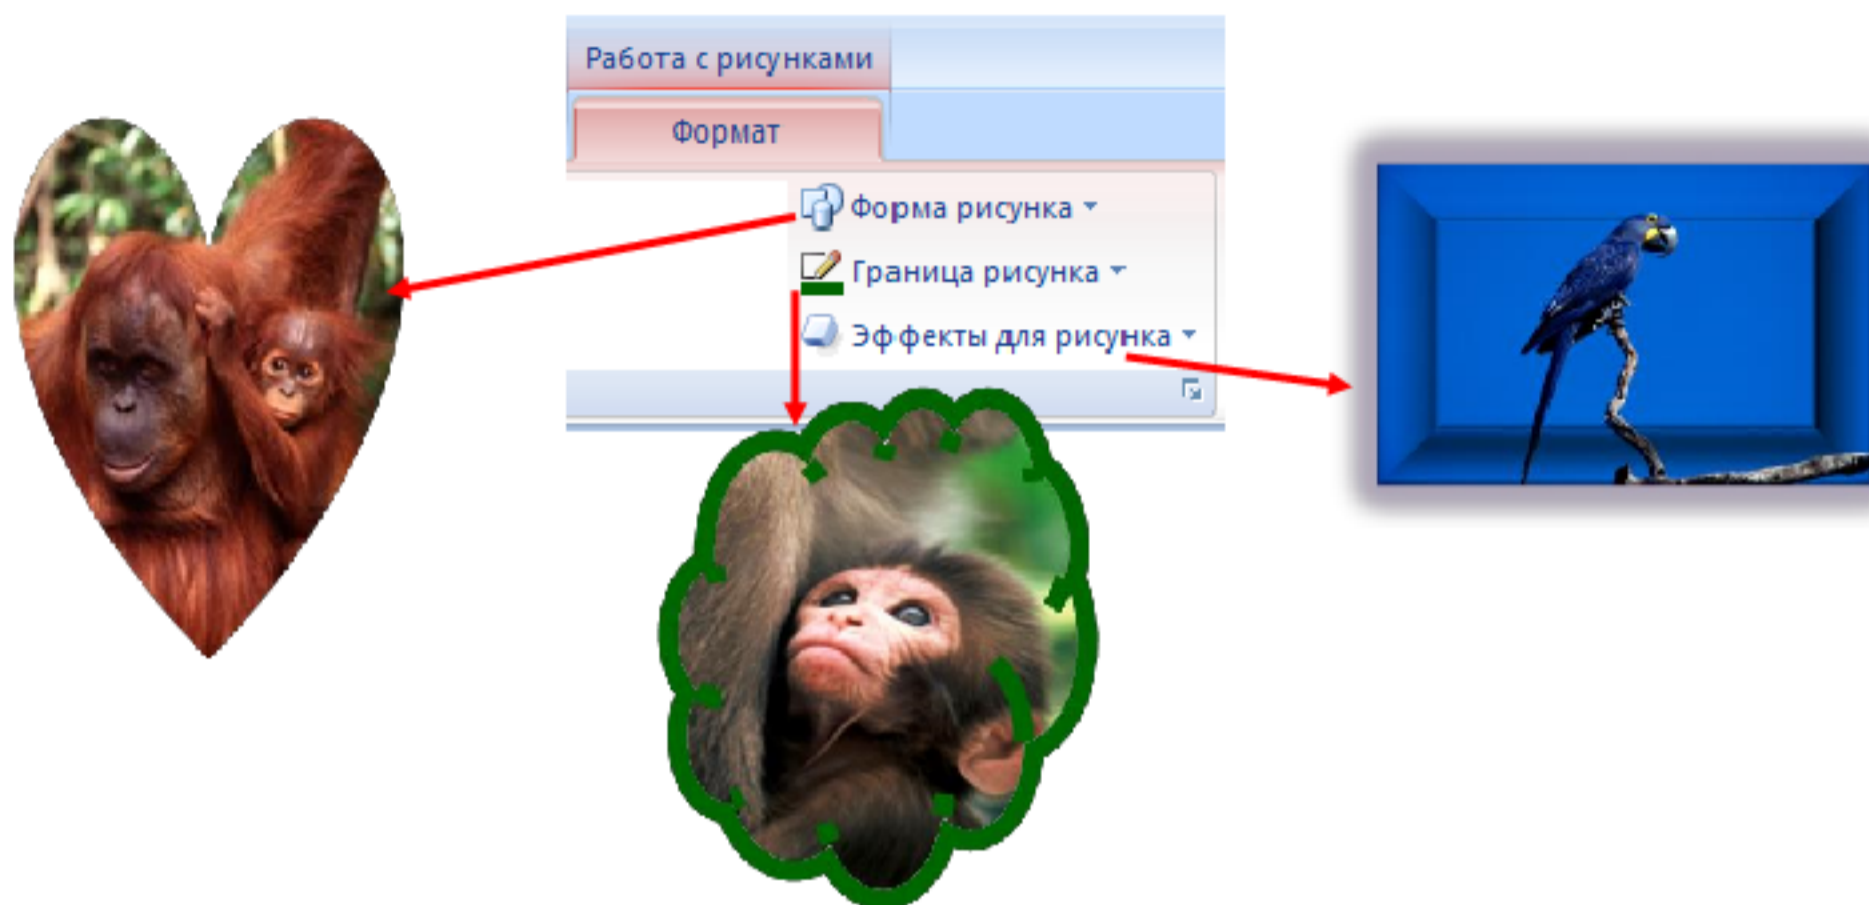 Работа с рисунками
Формат
Форма рисунка
Граница рисунка
Эффекты для рисунка